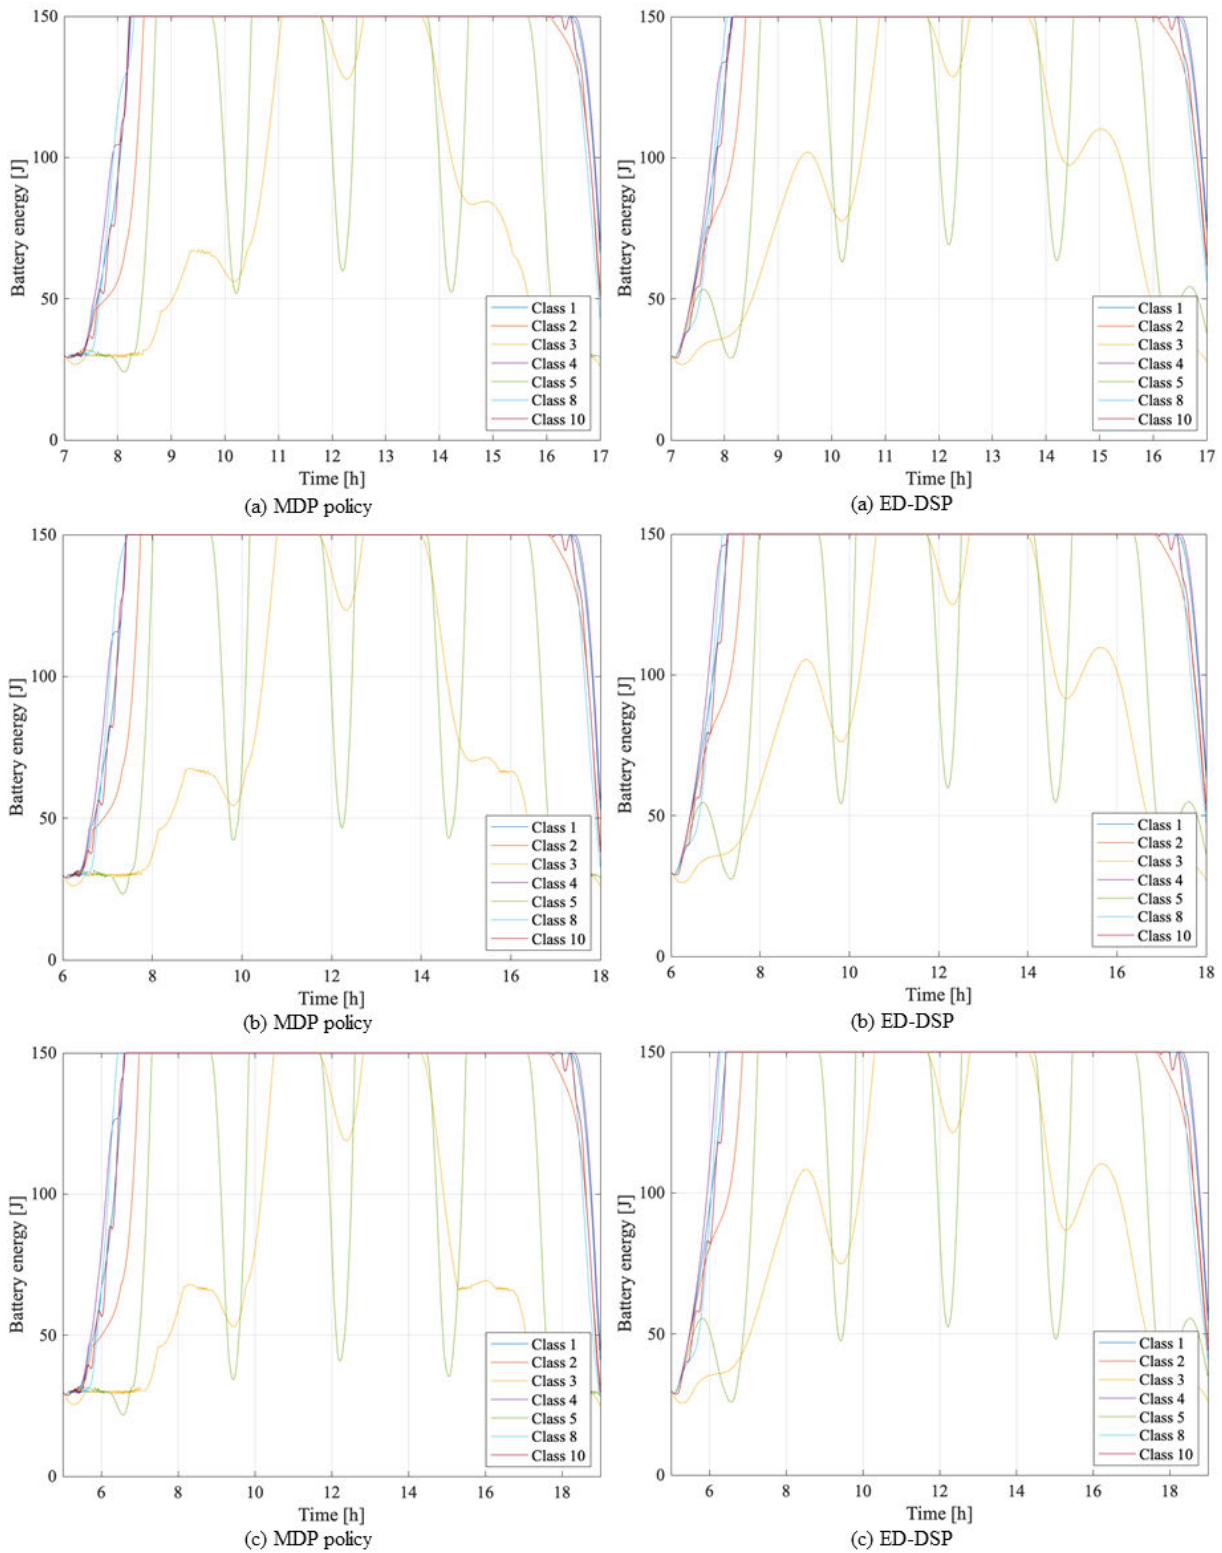 150
100
50
0
Battery energy [J]
Class 1
Class 2
Class 3
Class 4
Class 5
Class 8
Class 10
7 8 9 10 11 12 13 14 15 16 17
Time [h]
(a) MDP policy
150
100
50
0
Battery energy [J]
Class 1
Class 2
Class 3
Class 4
Class 5
Class 8
Class 10
7 8 9 10 11 12 13 14 15 16 17
Time [h]
(a) ED-DSP
150
100
50
0
Battery energy [J]
Class 1
Class 2
Class 3
Class 4
Class 5
Class 8
Class 10
6 8 10 12 14 16 18
Time [h]
(b) MDP policy
150
100
50
0
Battery energy [J]
Class 1
Class 2
Class 3
Class 4
Class 5
Class 8
Class 10
6 8 10 12 14 16 18
Time [h]
(b) ED-DSP
150
100
50
0
Battery energy [J]
Class 1
Class 2
Class 3
Class 4
Class 5
Class 8
Class 10
6 8 10 12 14 16 18
Time [h]
(c) MDP policy
150
100
50
0
Battery energy [J]
Class 1
Class 2
Class 3
Class 4
Class 5
Class 8
Class 10
6 8 10 12 14 16 18
Time [h]
(c) ED-DSP